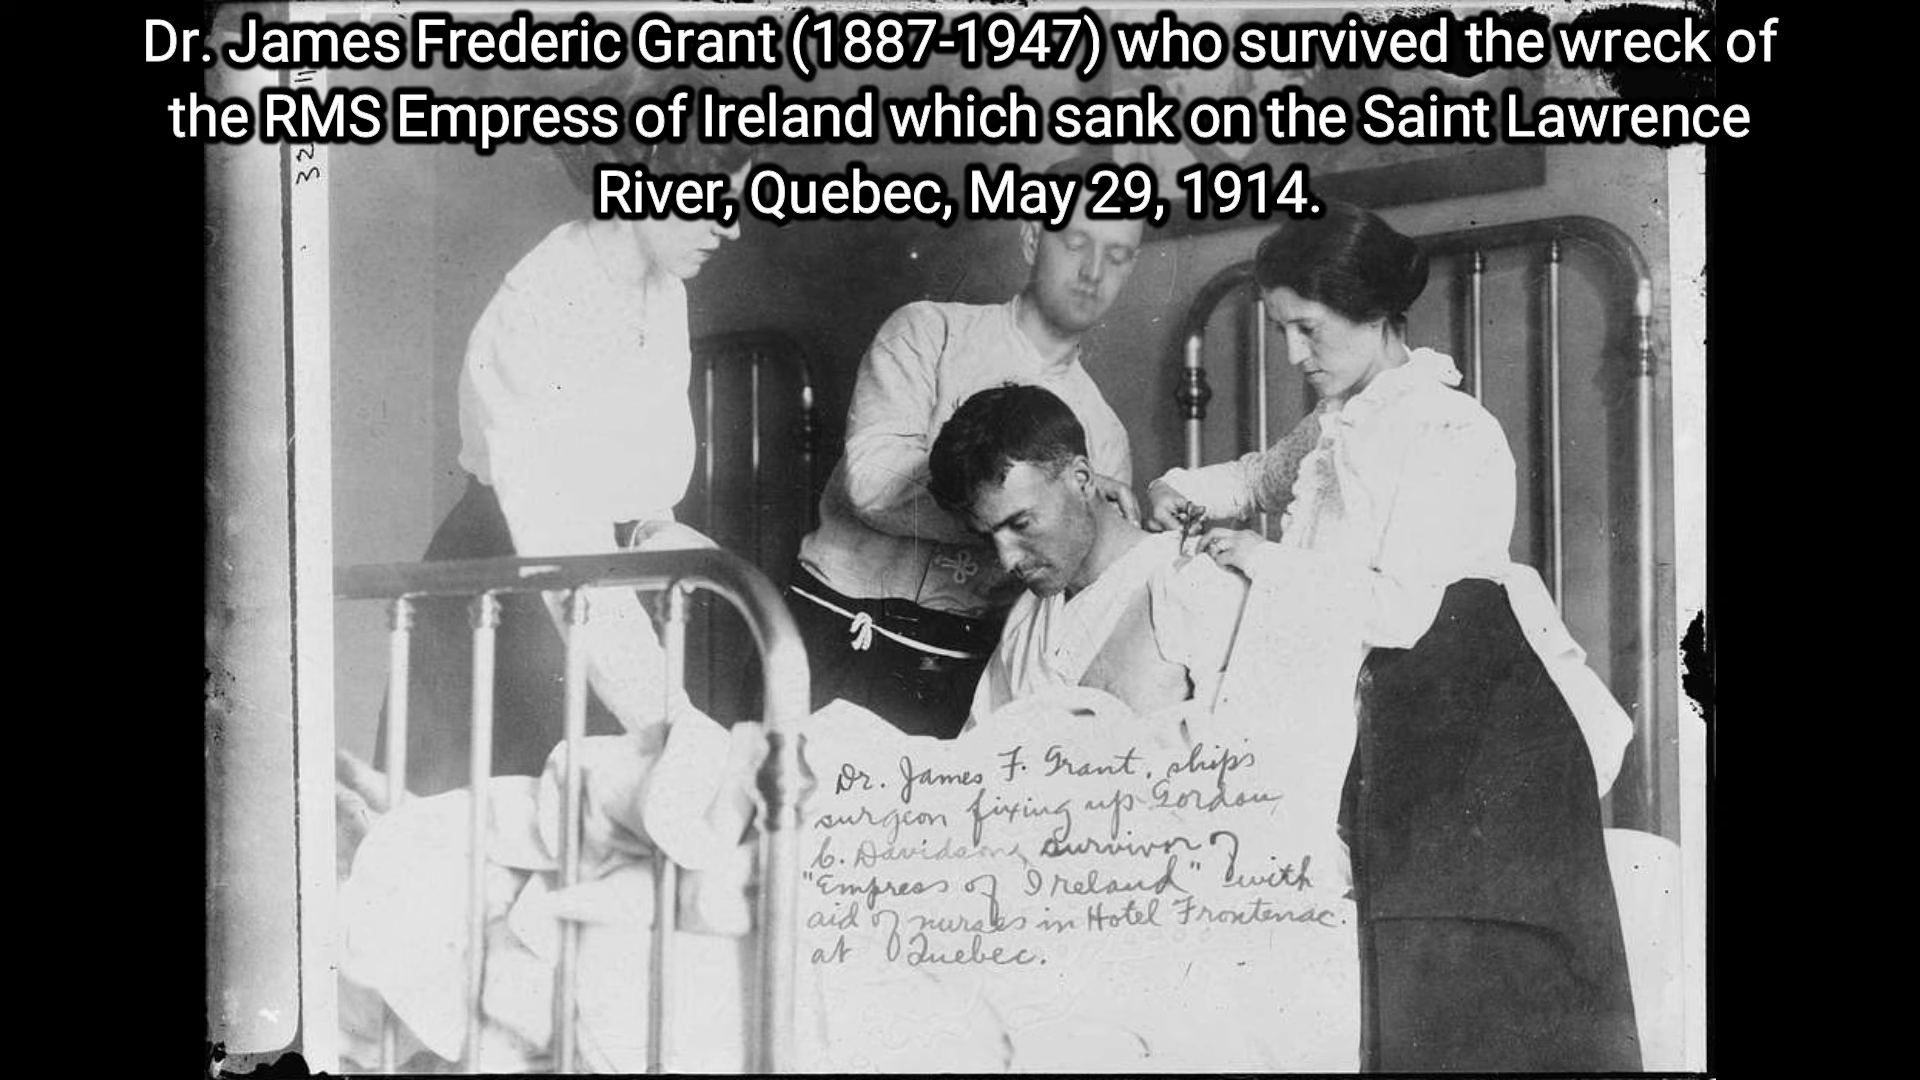 Dr. James Frederic Grant (1887-1947) who survived the wreck of
the RMS Empress of Ireland which sank on the Saint Lawrence
River, Quebec, May 29, 1914.
Dr. James F. Grant, ship's
surgeon fixing up Gordon
C. Davidson, survivor of
"Empress of Ireland" with
aid of nurses in Hotel Frontenac.
at Quebec.